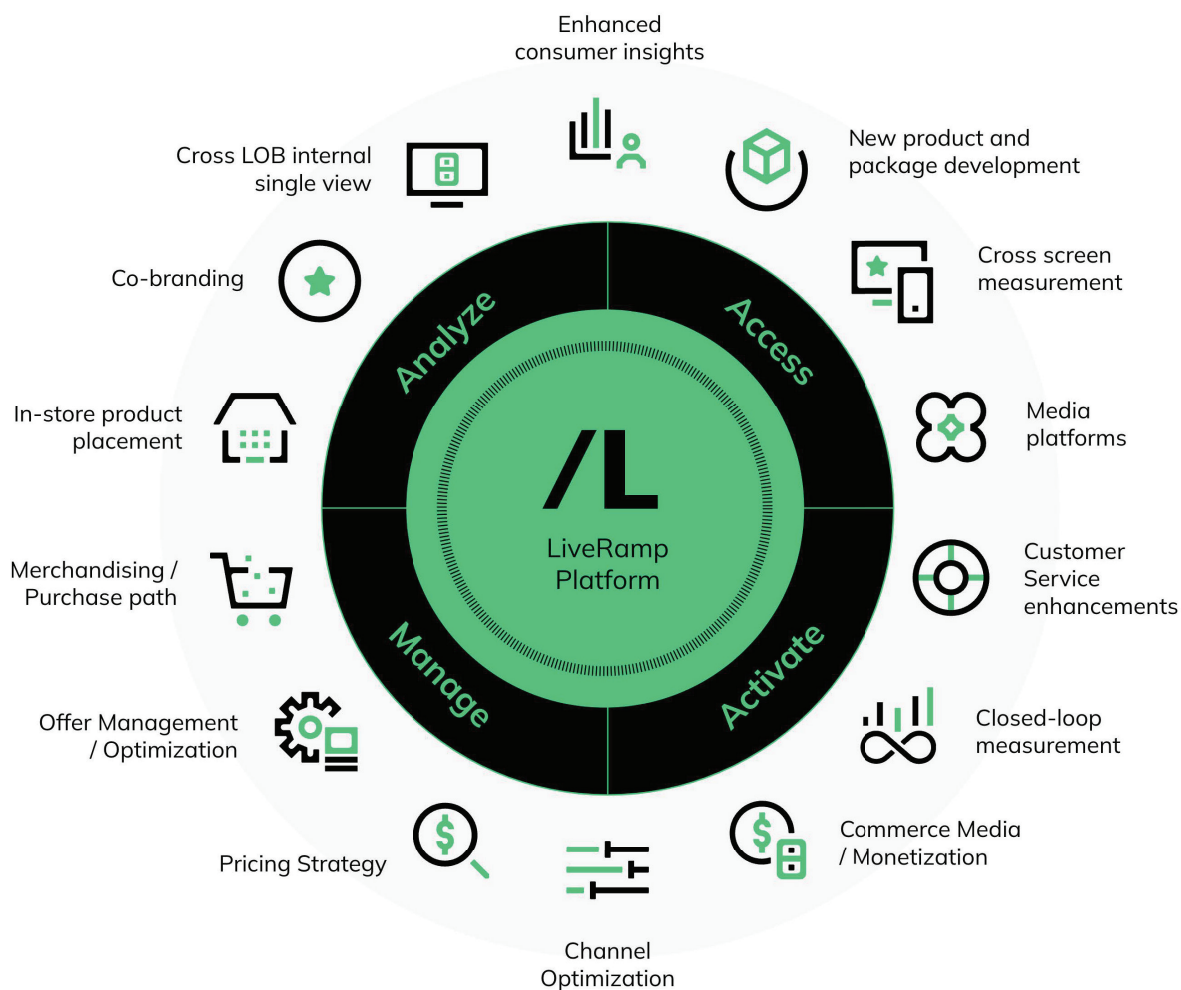 Enhanced
consumer insights
New product and
package development
Cross screen
measurement
Media
platforms
Customer
Service
enhancements
Closed-loop
measurement
Commerce Media
/ Monetization
Channel
Optimization
Pricing Strategy
Offer Management
/ Optimization
Merchandising /
Purchase path
In-store product
placement
Co-branding
Cross LOB internal
single view
Analyze
Access
Activate
Manage
/L
LiveRamp
Platform
$
$